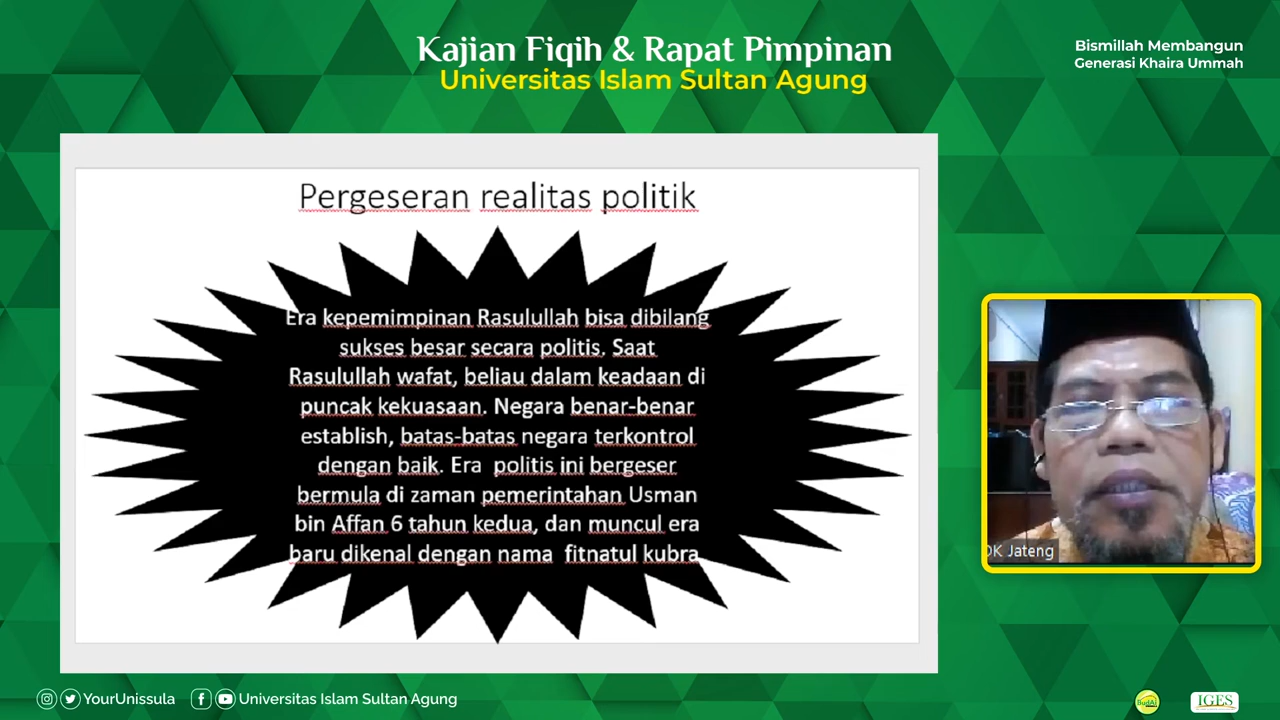 Kajian Fiqih & Rapat Pimpinan
Universitas Islam Sultan Agung
Bismillah Membangun
Generasi Khaira Ummah
Pergeseran realitas politik
Era kepemimpinan Rasulullah bisa dibilang
sukses besar secara politis. Saat
Rasulullah wafat, beliau dalam keadaan di
puncak kekuasaan. Negara benar-benar
establish, batas-batas negara terkontrol
dengan baik. Era politis ini bergeser
bermula di zaman pemerintahan Usman
bin Affan 6 tahun kedua, dan muncul era
baru dikenal dengan nama fitnatul kubra
OK Jateng
YourUnissula
Universitas Islam Sultan Agung
BudAi
IGES